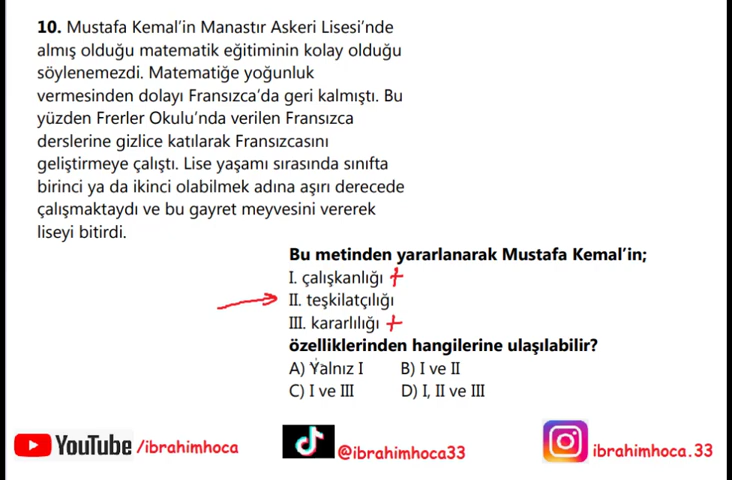 10. Mustafa Kemal'in Manastır Askeri Lisesi'nde
almış olduğu matematik eğitiminin kolay olduğu
söylenemezdi. Matematiğe yoğunluk
vermesinden dolayı Fransızca'da geri kalmıştı. Bu
yüzden Frerler Okulu'nda verilen Fransızca
derslerine gizlice katılarak Fransızcasını
geliştirmeye çalıştı. Lise yaşamı sırasında sınıfta
birinci ya da ikinci olabilmek adına aşırı derecede
çalışmaktaydı ve bu gayret meyvesini vererek
liseyi bitirdi.
Bu metinden yararlanarak Mustafa Kemal'in;
I. çalışkanlığı +
II. teşkilatçılığı
III. kararlılığı +
özelliklerinden hangilerine ulaşılabilir?
A) Yalnız I B) I ve II
C) I ve III D) I, II ve III
YouTube /ibrahimhoca
@ibrahimhoca33
ibrahimhoca.33